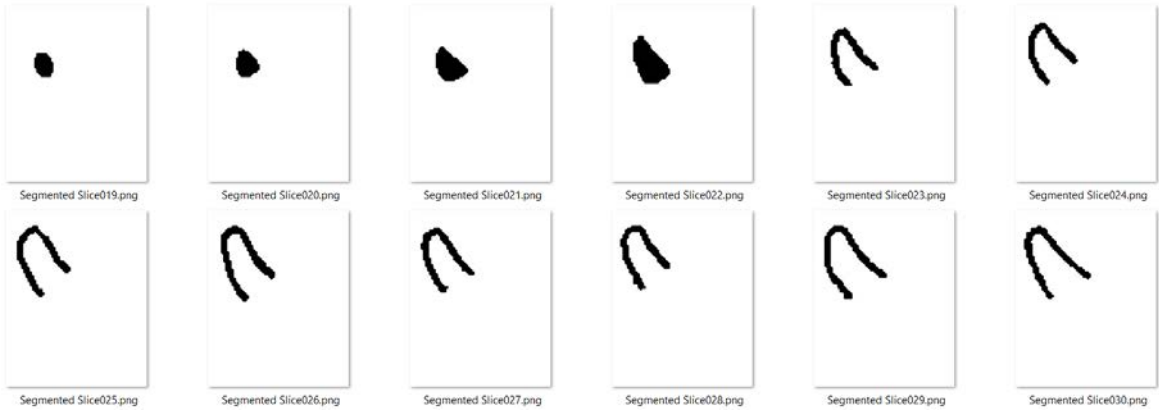 Segmented Slice019.png Segmented Slice020.png Segmented Slice021.png Segmented Slice022.png Segmented Slice023.png Segmented Slice024.png
Segmented Slice025.png Segmented Slice026.png Segmented Slice027.png Segmented Slice028.png Segmented Slice029.png Segmented Slice030.png